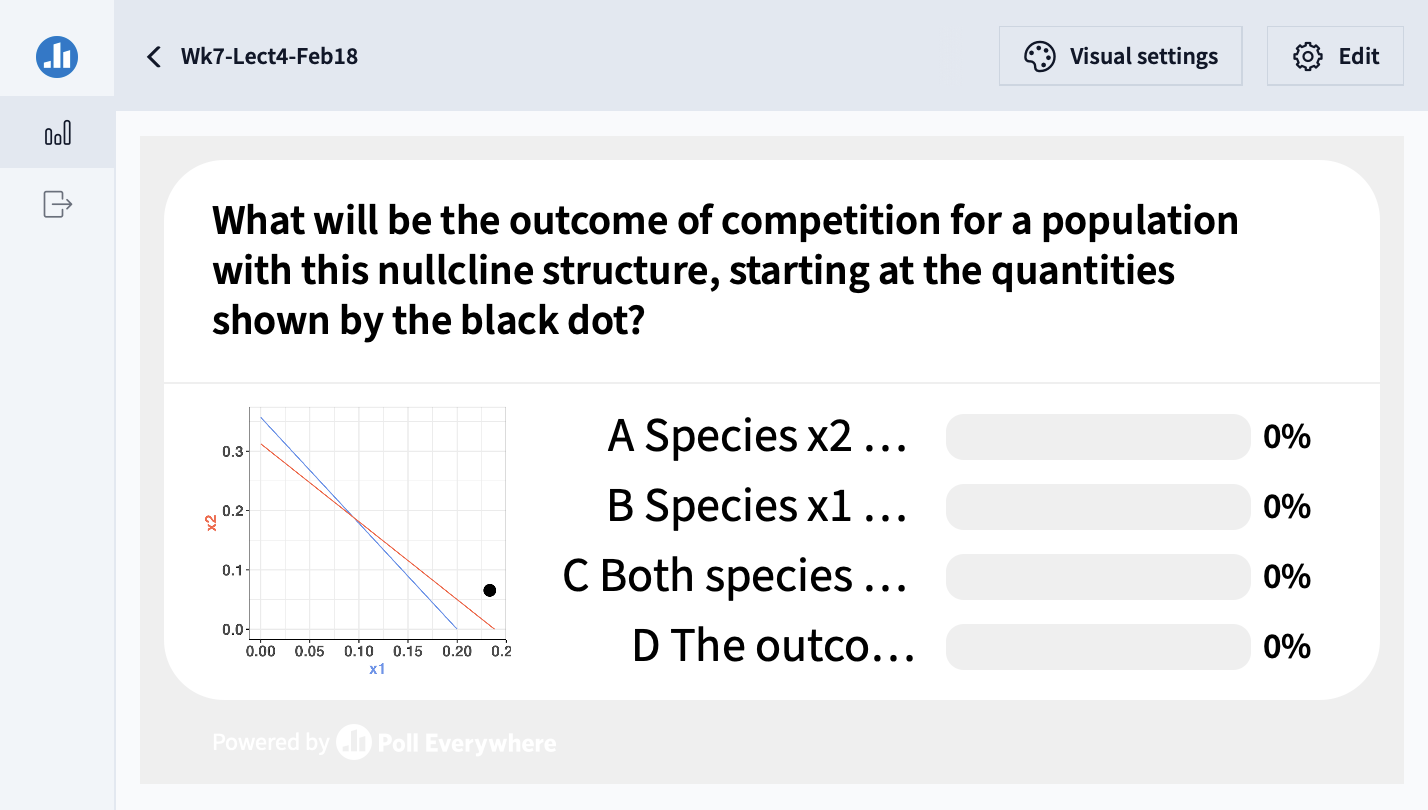 Wk7-Lect4-Feb18
Visual settings
Edit
What will be the outcome of competition for a population
with this nullcline structure, starting at the quantities
shown by the black dot?
0.3
0.2
0.1
0.0
x2
0.00 0.05 0.10 0.15 0.20 0.2
x1
A Species x2 … 0%
B Species x1 … 0%
C Both species … 0%
D The outco… 0%
Powered by Poll Everywhere